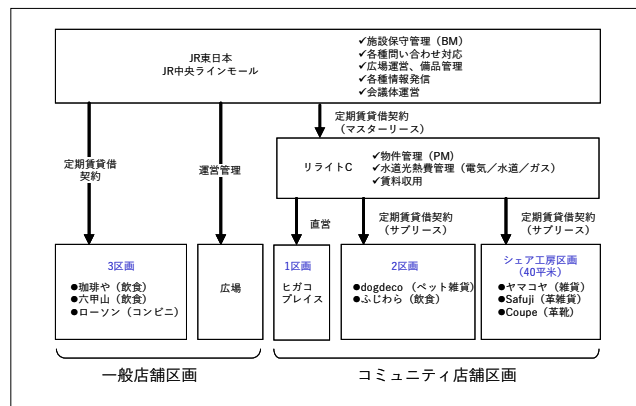 JR東日本
JR中央ラインモール
✓施設保守管理（BM）
✓各種問い合わせ対応
✓広場運営、備品管理
✓各種情報発信
✓会議体運営
定期賃貸借契約
（マスターリース）
定期賃貸借
契約
運営管理
リライトC
✓物件管理（PM）
✓水道光熱費管理（電気／水道／ガス）
✓賃料収用
直営
定期賃貸借契約
（サブリース）
定期賃貸借契約
（サブリース）
3区画
●珈琲や（飲食）
●六甲山（飲食）
●ローソン（コンビニ）
広場
1区画
ヒガコ
プレイス
2区画
●dogdeco（ペット雑貨）
●ふじわら（飲食）
シェア工房区画
（40平米）
●ヤマコヤ（雑貨）
●Safuji（革雑貨）
●Coupe（革靴）
一般店舗区画
コミュニティ店舗区画